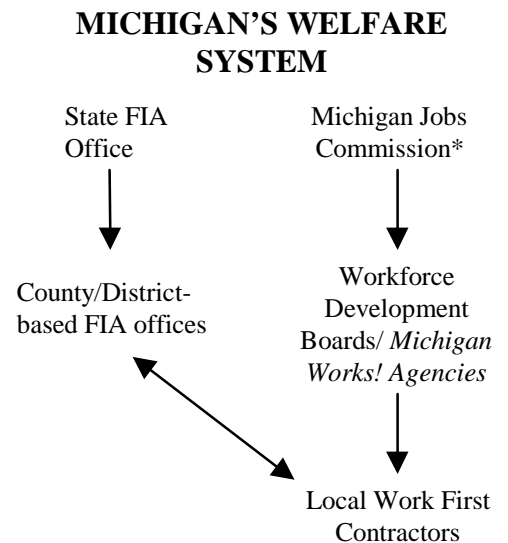 MICHIGAN'S WELFARE
SYSTEM
State FIA
Office
Michigan Jobs
Commission*
County/District-
based FIA offices
Workforce
Development
Boards/ Michigan
Works! Agencies
Local Work First
Contractors